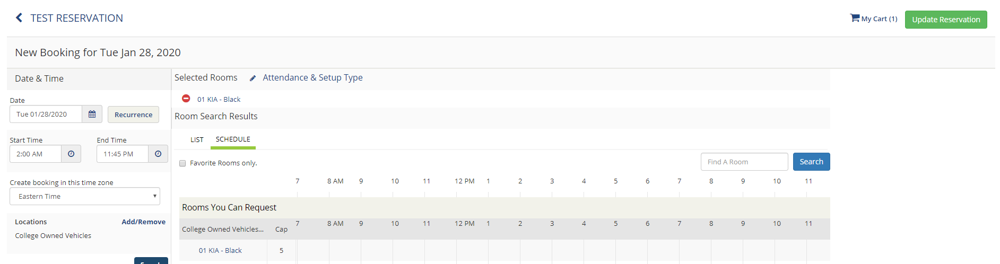 TEST RESERVATION
My Cart (1)
Update Reservation
New Booking for Tue Jan 28, 2020
Date & Time
Date
Tue 01/28/2020
Recurrence
Start Time
End Time
2:00 AM
11:45 PM
Create booking in this time zone
Eastern Time
Locations
Add/Remove
College Owned Vehicles
Selected Rooms
Attendance & Setup Type
01 KIA - Black
Room Search Results
LIST
SCHEDULE
Favorite Rooms only.
Find A Room
Search
7 8 AM 9 10 11 12 PM 1 2 3 4 5 6 7 8 9 10 11
Rooms You Can Request
College Owned Vehicles... Cap 7 8 AM 9 10 11 12 PM 1 2 3 4 5 6 7 8 9 10 11
01 KIA - Black 5